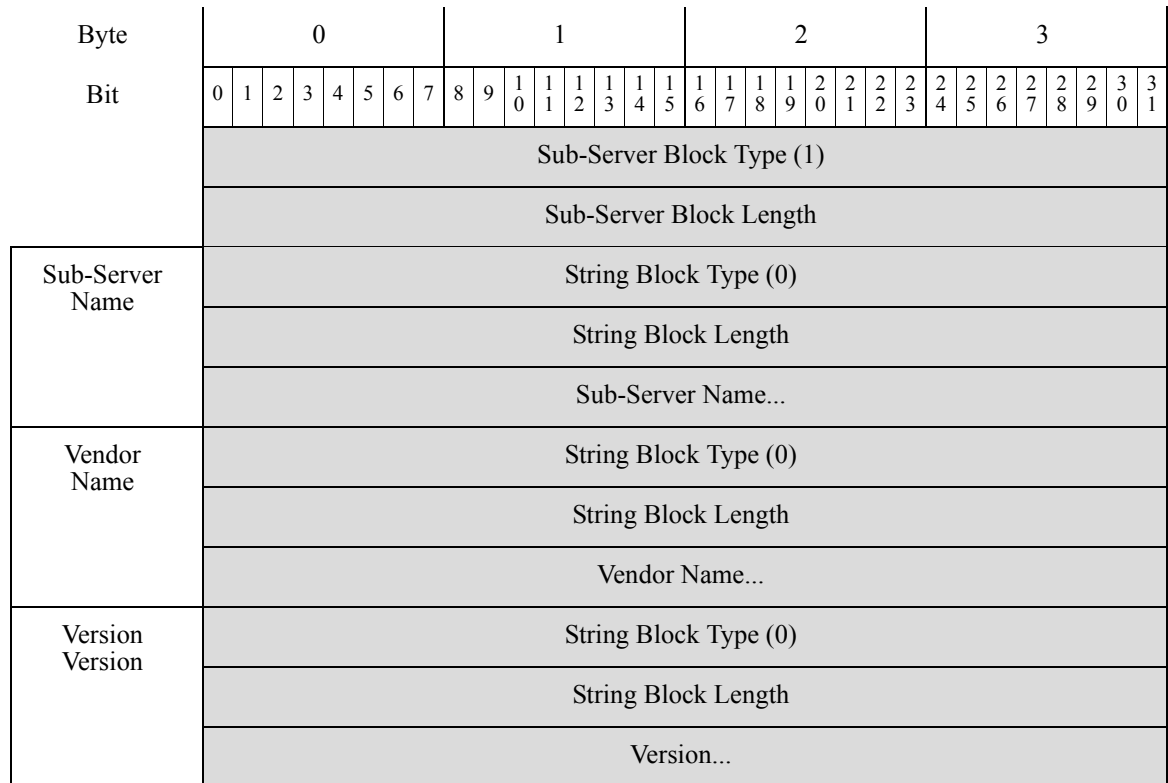 Byte 0 1 2 3
Bit 0 1 2 3 4 5 6 7 8 9 10 11 12 13 14 15 16 17 18 19 20 21 22 23 24 25 26 27 28 29 30 31
Sub-Server Block Type (1)
Sub-Server Block Length
Sub-Server
Name
String Block Type (0)
String Block Length
Sub-Server Name...
Vendor
Name
String Block Type (0)
String Block Length
Vendor Name...
Version
Version
String Block Type (0)
String Block Length
Version...